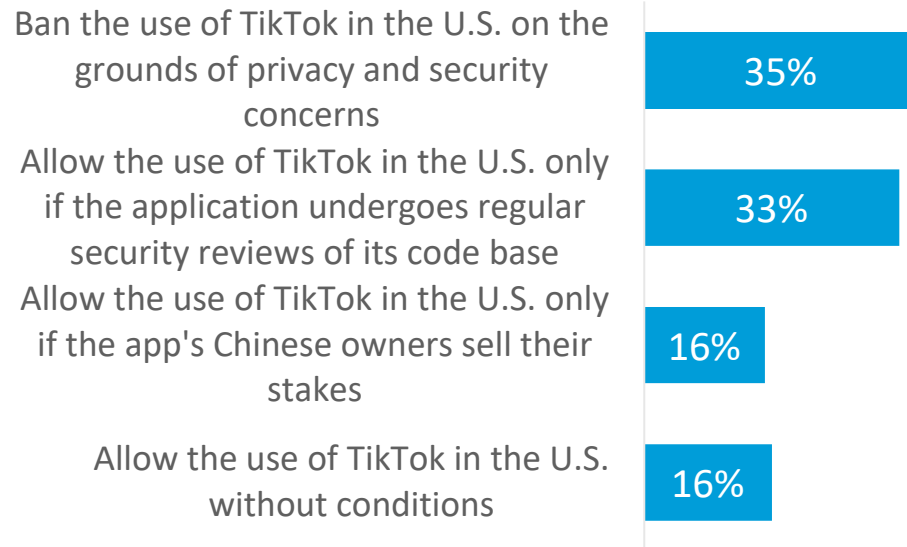 Ban the use of TikTok in the U.S. on the
grounds of privacy and security
concerns
35%
Allow the use of TikTok in the U.S. only
if the application undergoes regular
security reviews of its code base
33%
Allow the use of TikTok in the U.S. only
if the app's Chinese owners sell their
stakes
16%
Allow the use of TikTok in the U.S.
without conditions
16%